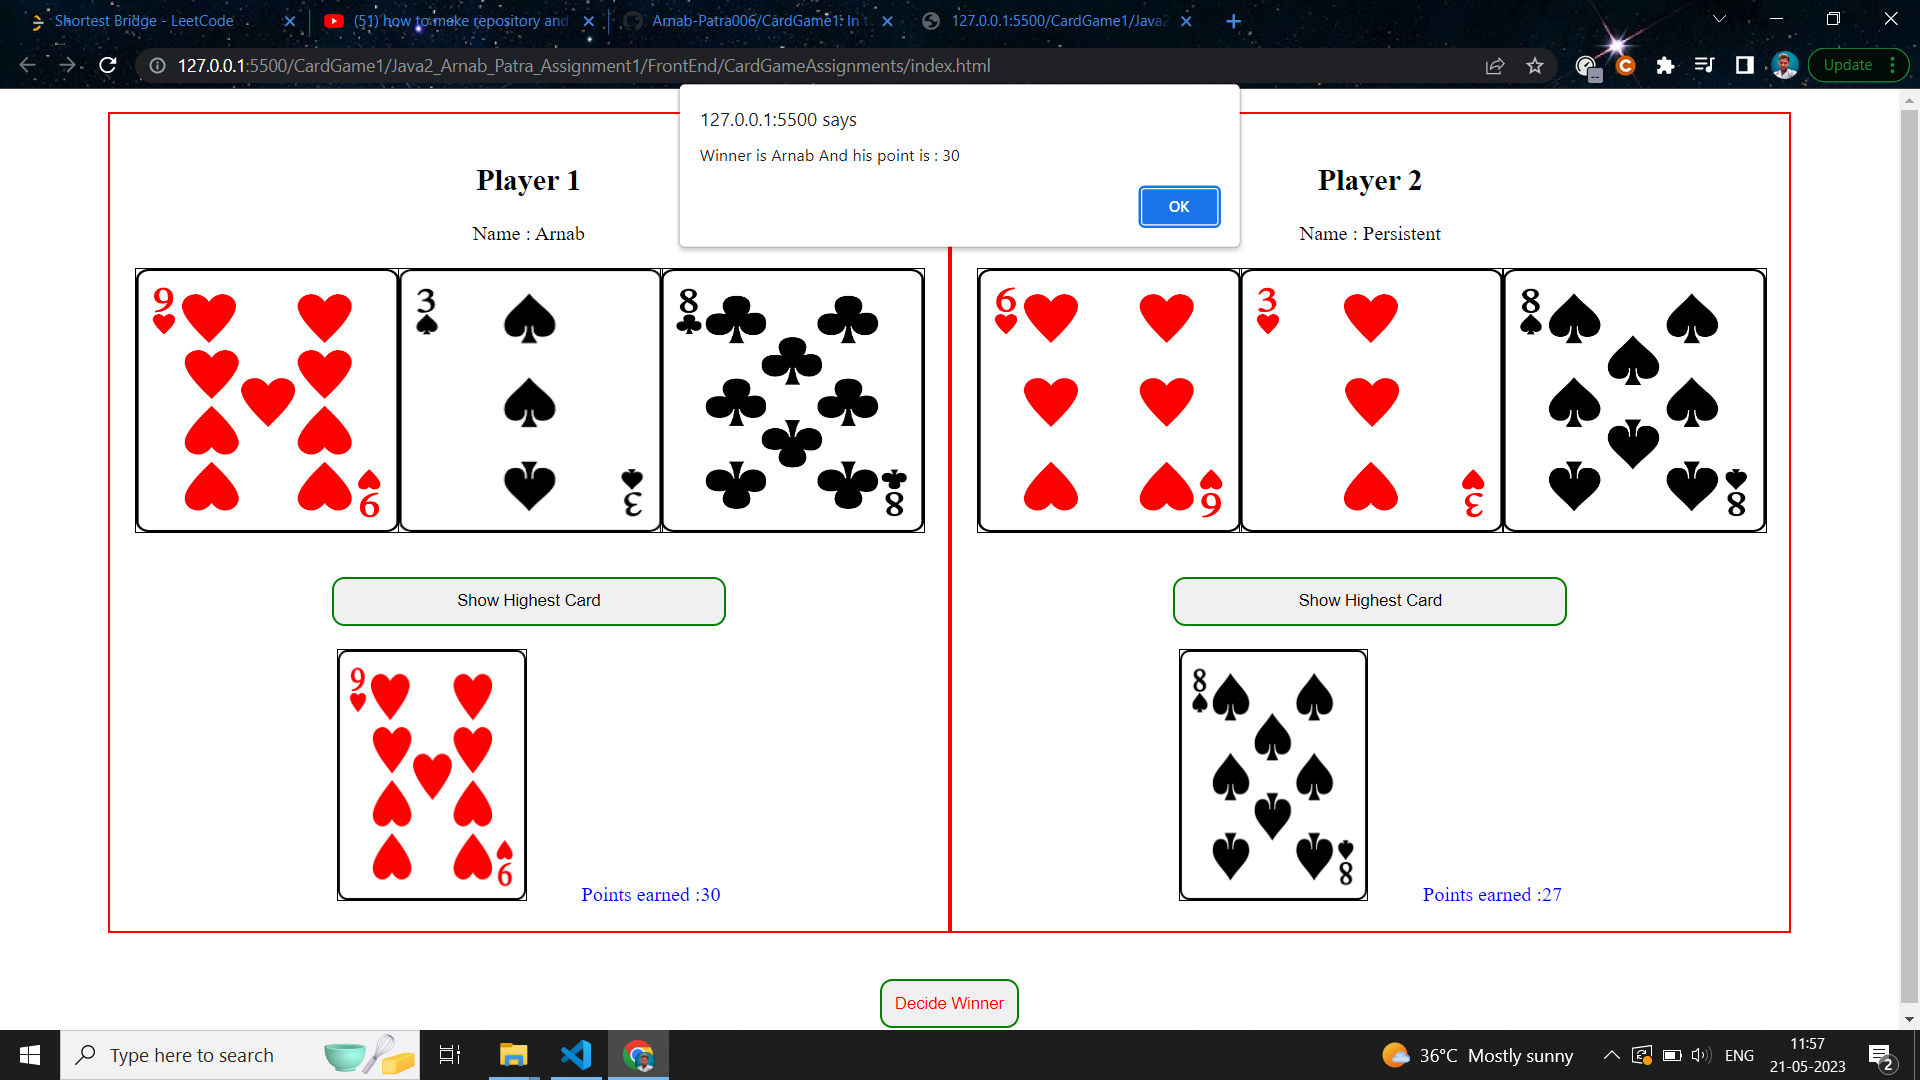 Shortest Bridge - LeetCode
(51) how to make repository and
Arnab-Patra006/CardGame1: In t
127.0.0.1:5500/CardGame1/Java2
127.0.0.1:5500/CardGame1/Java2_Arnab_Patra_Assignment1/FrontEnd/CardGameAssignments/index.html
Update
127.0.0.1:5500 says
Winner is Arnab And his point is : 30
OK
Player 1
Name : Arnab
9
9
3
3
8
8
Show Highest Card
9
9
Points earned :30
Player 2
Name : Persistent
6
6
3
3
8
8
Show Highest Card
8
8
Points earned :27
Decide Winner
Type here to search
36°C Mostly sunny
ENG
11:57
21-05-2023
2